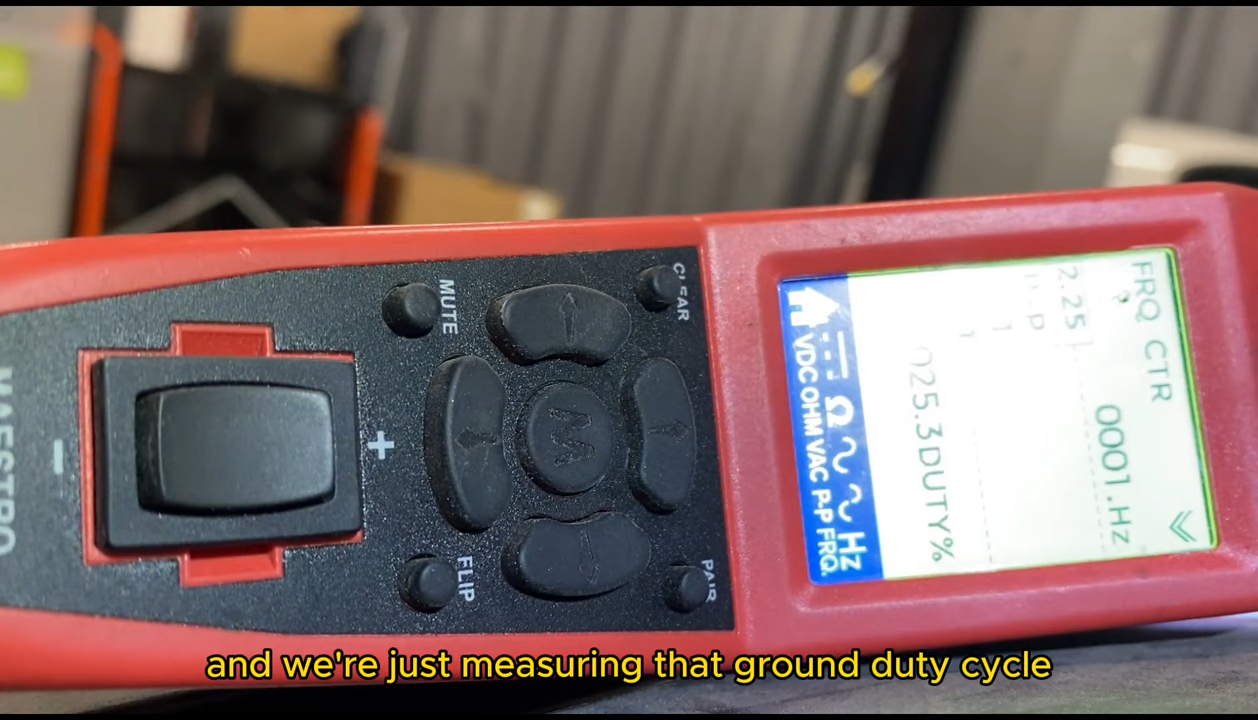 MAESTRO
-
+
MUTE
CLEAR
M
FLIP
PAIR
FRQ CTR
0001.Hz
2.25
P-P
025.3DUTY%
VDC OHM VAC P-P FRQ.
Ω Hz
and we're just measuring that ground duty cycle